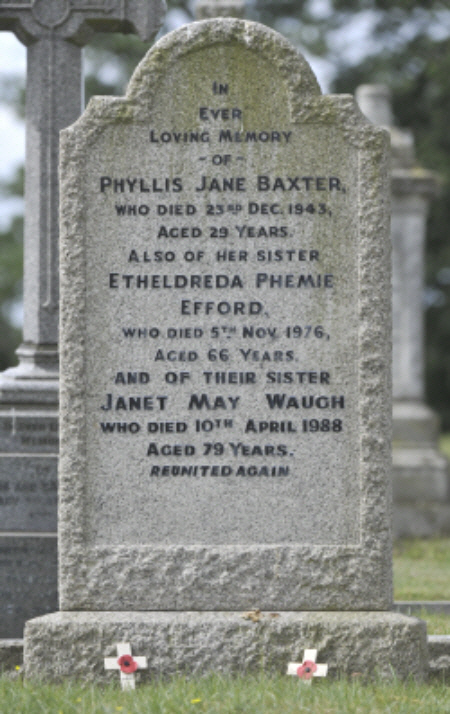 IN
EVER
LOVING MEMORY
- OF -
PHYLLIS JANE BAXTER,
WHO DIED 23RD DEC. 1943,
AGED 29 YEARS.
ALSO OF HER SISTER
ETHELDREDA PHEMIE
EFFORD,
WHO DIED 5TH NOV. 1976,
AGED 66 YEARS.
AND OF THEIR SISTER
JANET MAY WAUGH
WHO DIED 10TH APRIL 1988
AGED 79 YEARS.
REUNITED AGAIN